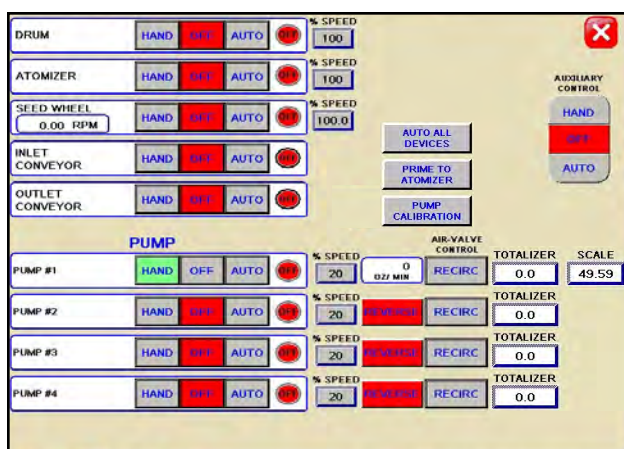 DRUM HAND OFF AUTO OFF % SPEED 100
ATOMIZER HAND OFF AUTO OFF % SPEED 100
AUXILIARY CONTROL
HAND
OFF
AUTO
SEED WHEEL 0.00 RPM HAND OFF AUTO OFF % SPEED 100.0
INLET CONVEYOR HAND OFF AUTO OFF
OUTLET CONVEYOR HAND OFF AUTO OFF
AUTO ALL DEVICES
PRIME TO ATOMIZER
PUMP CALIBRATION
PUMP
AIR-VALVE CONTROL
PUMP #1 HAND OFF AUTO OFF % SPEED 20 0 OZ/ MIN RECIRC TOTALIZER 0.0 SCALE 49.59
PUMP #2 HAND OFF AUTO OFF % SPEED 20 REVERSE RECIRC TOTALIZER 0.0
PUMP #3 HAND OFF AUTO OFF % SPEED 20 REVERSE RECIRC TOTALIZER 0.0
PUMP #4 HAND OFF AUTO OFF % SPEED 20 REVERSE RECIRC TOTALIZER 0.0